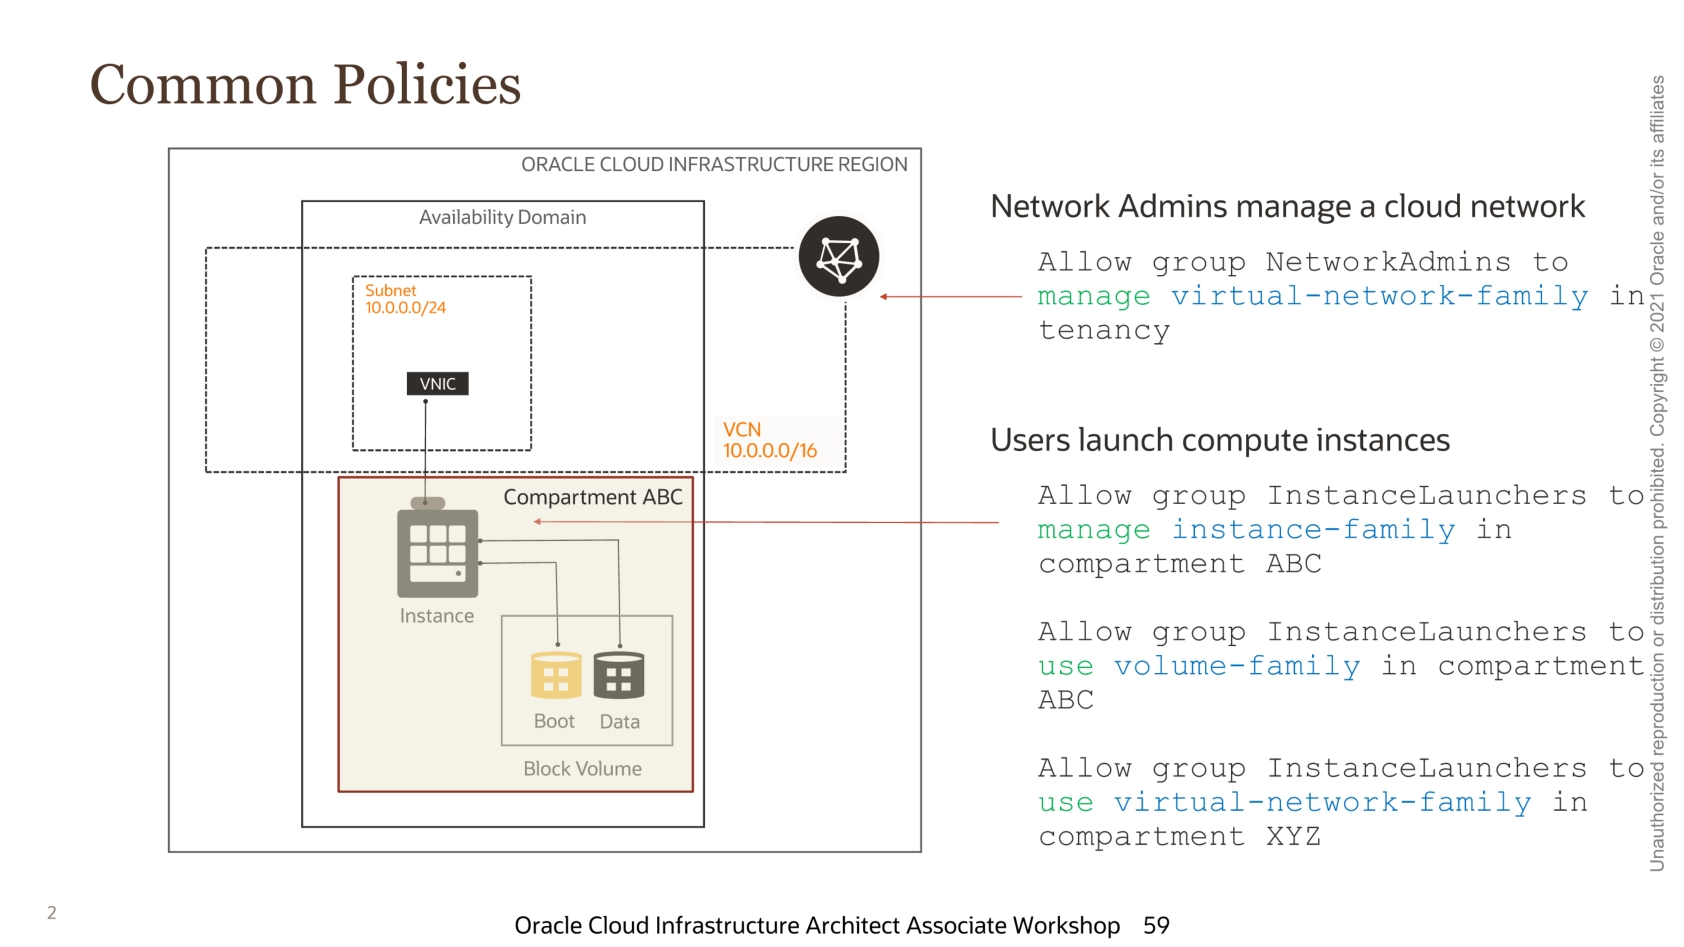 Common Policies
ORACLE CLOUD INFRASTRUCTURE REGION
Availability Domain
Subnet
10.0.0.0/24
VNIC
VCN
10.0.0.0/16
Compartment ABC
Instance
Boot
Data
Block Volume
Network Admins manage a cloud network
Allow group NetworkAdmins to
manage virtual-network-family in
tenancy
Users launch compute instances
Allow group InstanceLaunchers to
manage instance-family in
compartment ABC
Allow group InstanceLaunchers to
use volume-family in compartment
ABC
Allow group InstanceLaunchers to
use virtual-network-family in
compartment XYZ
Unauthorized reproduction or distribution prohibited. Copyright © 2021 Oracle and/or its affiliates
2
Oracle Cloud Infrastructure Architect Associate Workshop 59